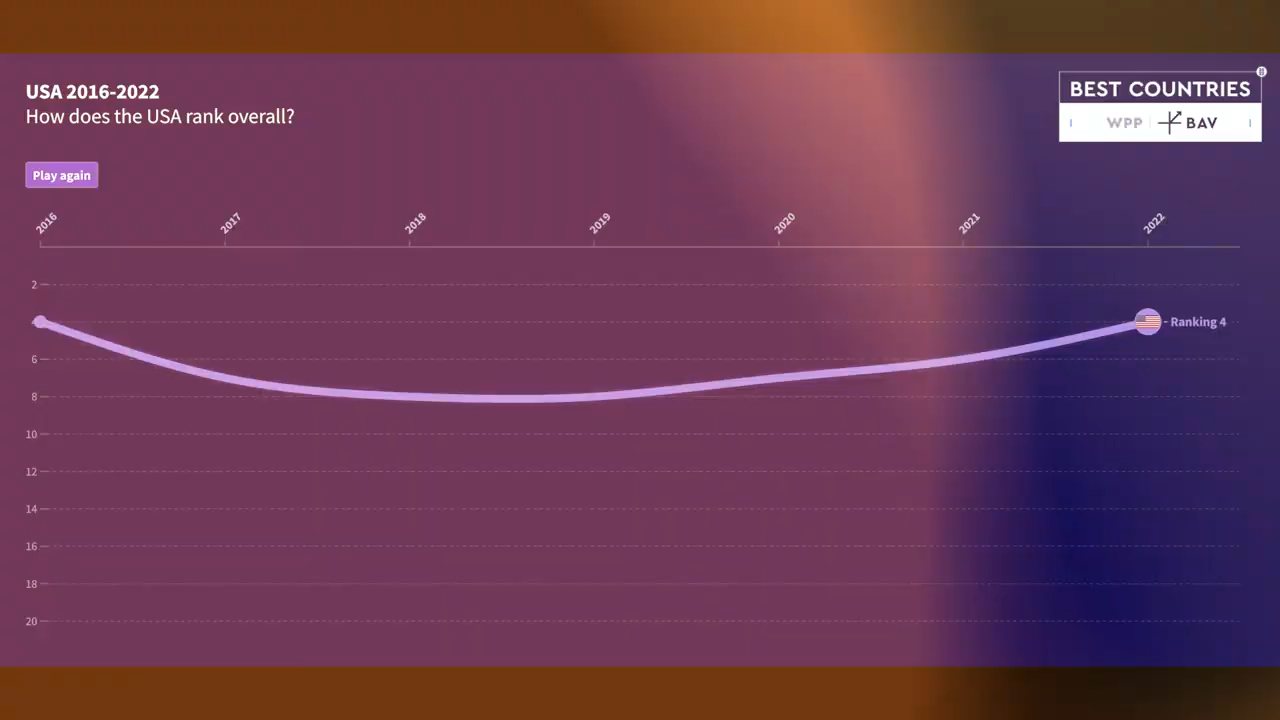 USA 2016-2022
How does the USA rank overall?
BEST COUNTRIES
WPP BAV
Play again
2016 2017 2018 2019 2020 2021 2022
2
Ranking 4
6
8
10
12
14
16
18
20